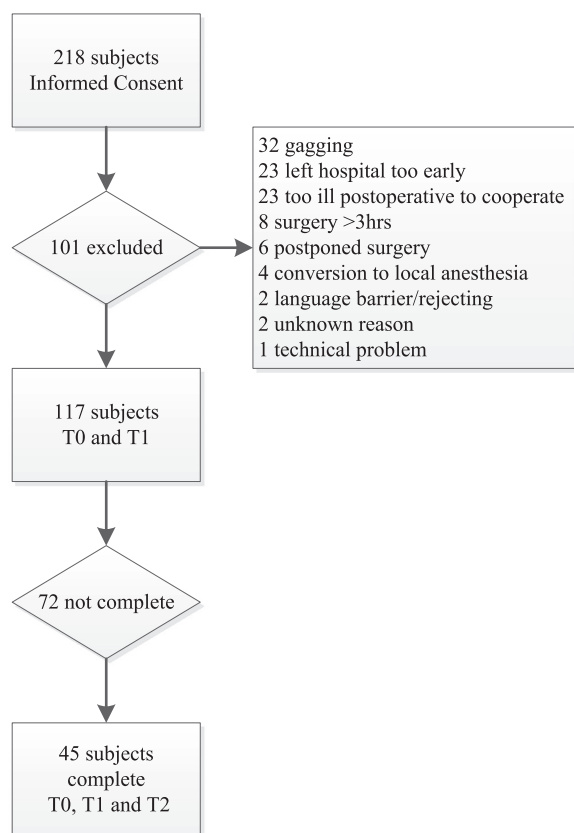 218 subjects
Informed Consent
101 excluded
32 gagging
23 left hospital too early
23 too ill postoperative to cooperate
8 surgery >3hrs
6 postponed surgery
4 conversion to local anesthesia
2 language barrier/rejecting
2 unknown reason
1 technical problem
117 subjects
T0 and T1
72 not complete
45 subjects
complete
T0, T1 and T2